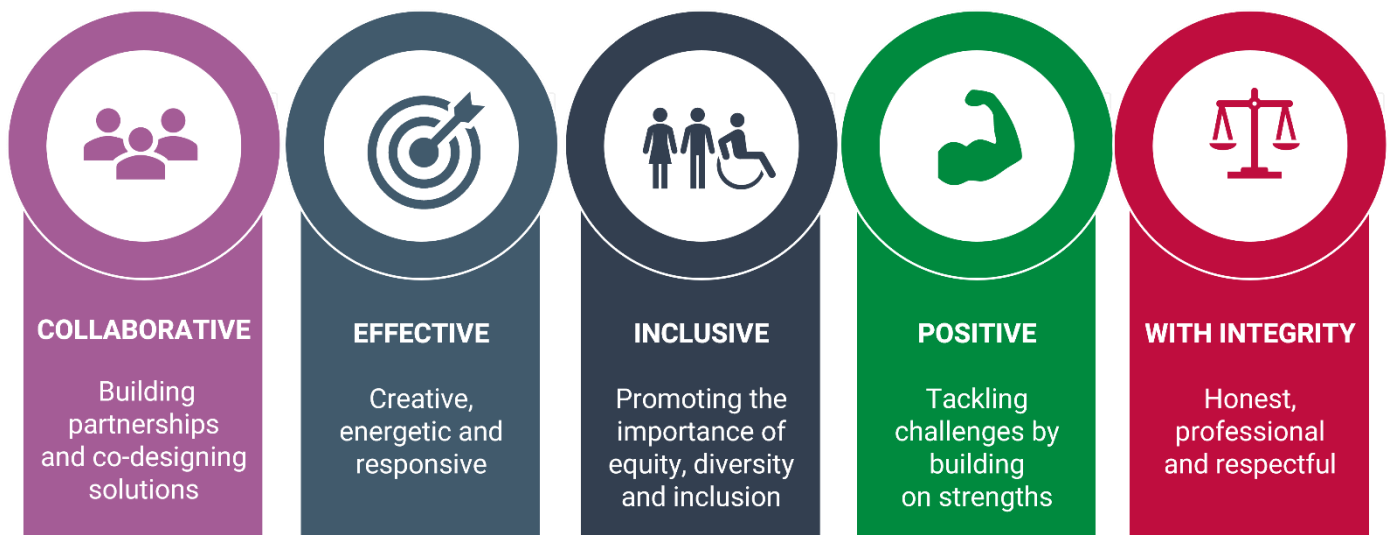 COLLABORATIVE
Building
partnerships
and co-designing
solutions
EFFECTIVE
Creative,
energetic and
responsive
INCLUSIVE
Promoting the
importance of
equity, diversity
and inclusion
POSITIVE
Tackling
challenges by
building
on strengths
WITH INTEGRITY
Honest,
professional
and respectful